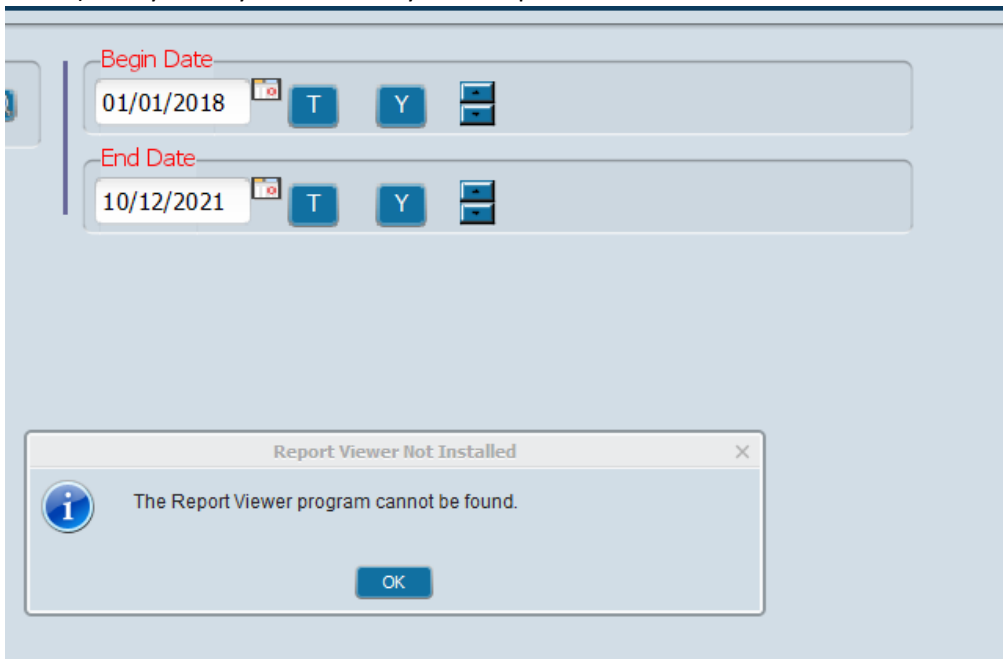 Begin Date
01/01/2018 T Y
End Date
10/12/2021 T Y
Report Viewer Not Installed
The Report Viewer program cannot be found.
OK